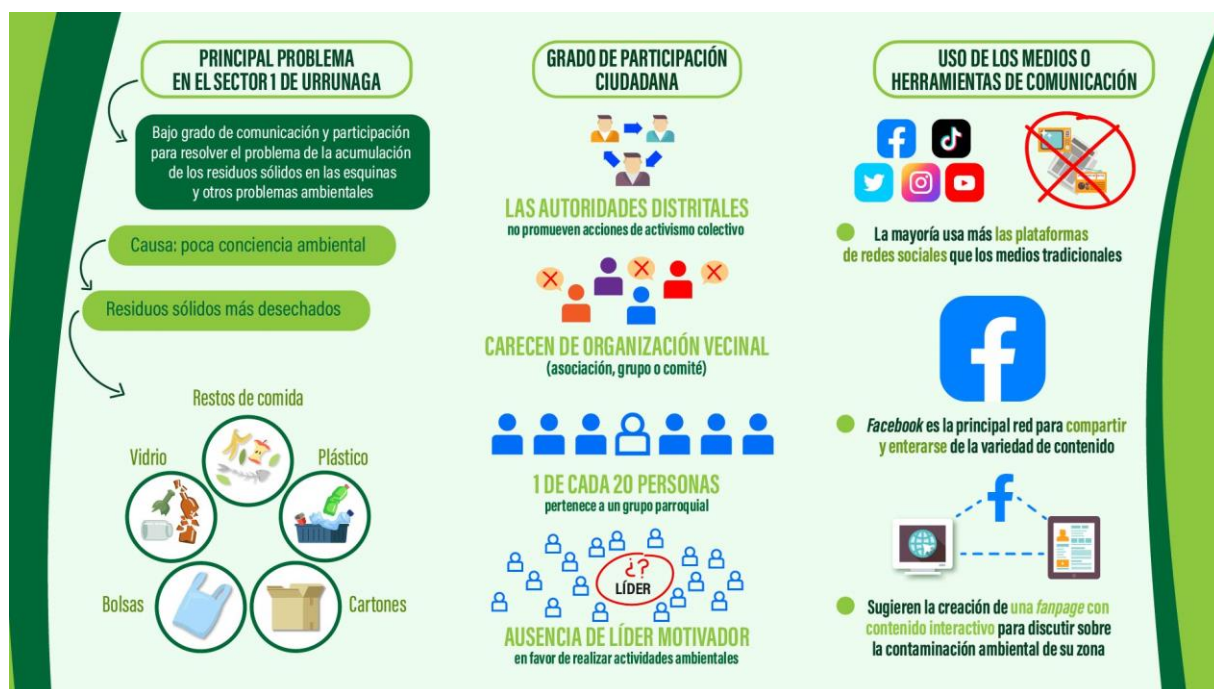 PRINCIPAL PROBLEMA
EN EL SECTOR 1 DE URRUNAGA
Bajo grado de comunicación y participación
para resolver el problema de la acumulación
de los residuos sólidos en las esquinas
y otros problemas ambientales
Causa: poca conciencia ambiental
Residuos sólidos más desechados
Restos de comida
Vidrio
Plástico
Bolsas
Cartones
GRADO DE PARTICIPACIÓN
CIUDADANA
LAS AUTORIDADES DISTRITALES
no promueven acciones de activismo colectivo
CARECEN DE ORGANIZACIÓN VECINAL
(asociación, grupo o comité)
1 DE CADA 20 PERSONAS
pertenece a un grupo parroquial
¿?
LÍDER
AUSENCIA DE LÍDER MOTIVADOR
en favor de realizar actividades ambientales
USO DE LOS MEDIOS O
HERRAMIENTAS DE COMUNICACIÓN
La mayoría usa más las plataformas
de redes sociales que los medios tradicionales
Facebook es la principal red para compartir
y enterarse de la variedad de contenido
Sugieren la creación de una fanpage con
contenido interactivo para discutir sobre
la contaminación ambiental de su zona